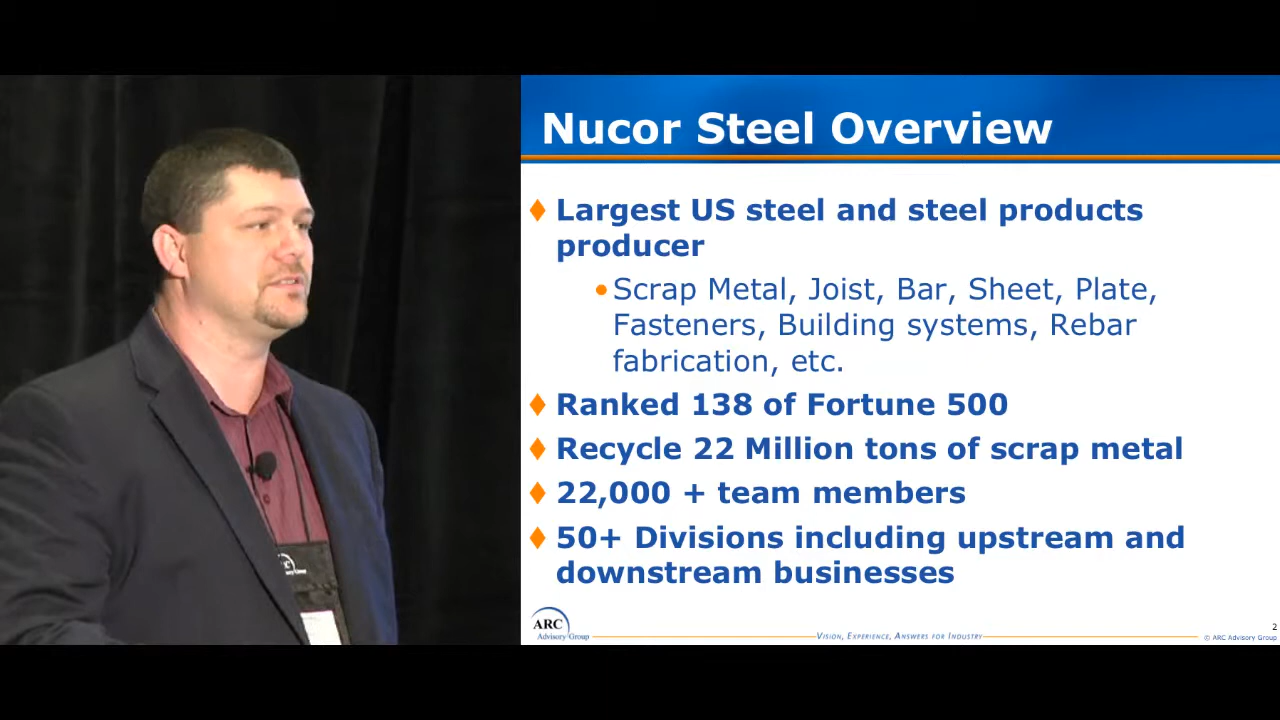 Nucor Steel Overview
Largest US steel and steel products
producer
Scrap Metal, Joist, Bar, Sheet, Plate,
Fasteners, Building systems, Rebar
fabrication, etc.
Ranked 138 of Fortune 500
Recycle 22 Million tons of scrap metal
22,000 + team members
50+ Divisions including upstream and
downstream businesses
ARC
Advisory Group
VISION, EXPERIENCE, ANSWERS FOR INDUSTRY
2
© ARC Advisory Group